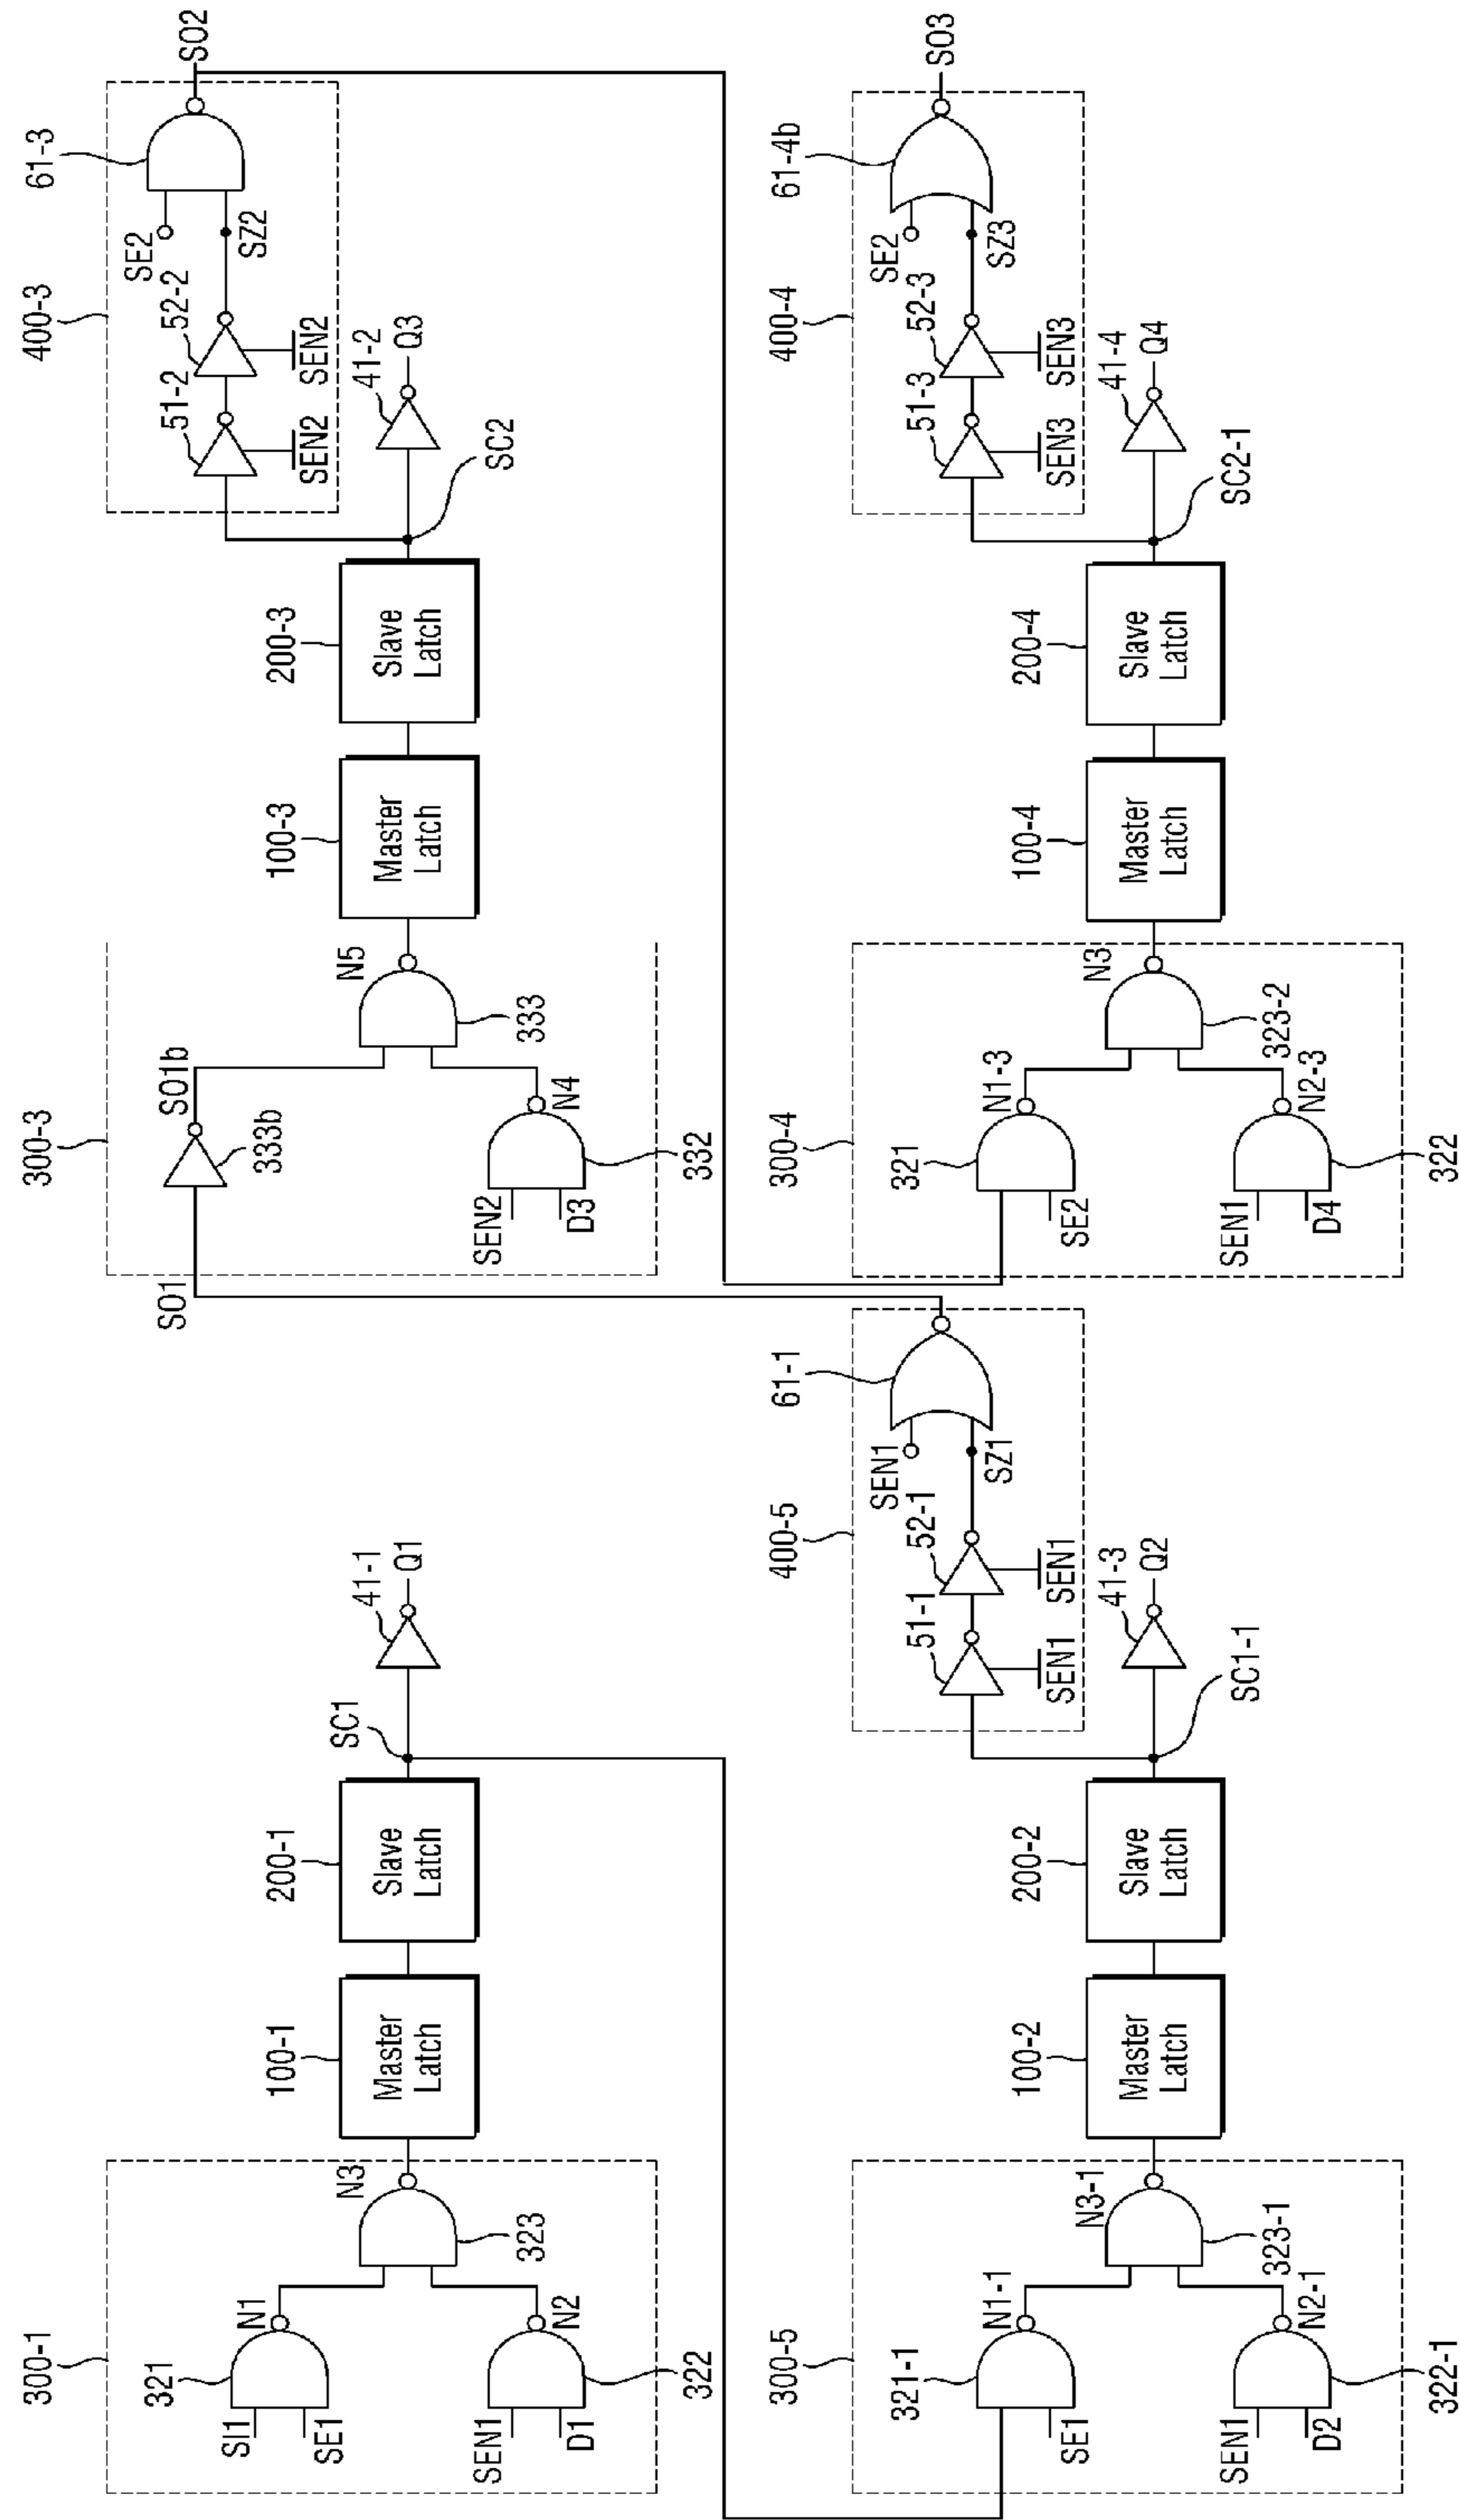 300-1
321
SI1
SE1
N1
SEN1
D1
N2
322
N3
323
100-1
Master
Latch
200-1
Slave
Latch
SC1
41-1
Q1
300-3
SO1
SO1b
333b
SEN2
D3
N4
332
N5
333
100-3
Master
Latch
200-3
Slave
Latch
SC2
400-3
51-2
SEN2
52-2
SEN2
SE2
SZ2
61-3
SO2
41-2
Q3
300-5
321-1
SE1
N1-1
SEN1
D2
N2-1
322-1
N3-1
323-1
100-2
Master
Latch
200-2
Slave
Latch
SC1-1
400-5
51-1
SEN1
52-1
SEN1
SEN1
SZ1
61-1
41-3
Q2
300-4
321
SE2
N1-3
SEN1
D4
N2-3
322
N3
323-2
100-4
Master
Latch
200-4
Slave
Latch
SC2-1
400-4
51-3
SEN3
52-3
SEN3
SE2
SZ3
61-4b
SO3
41-4
Q4